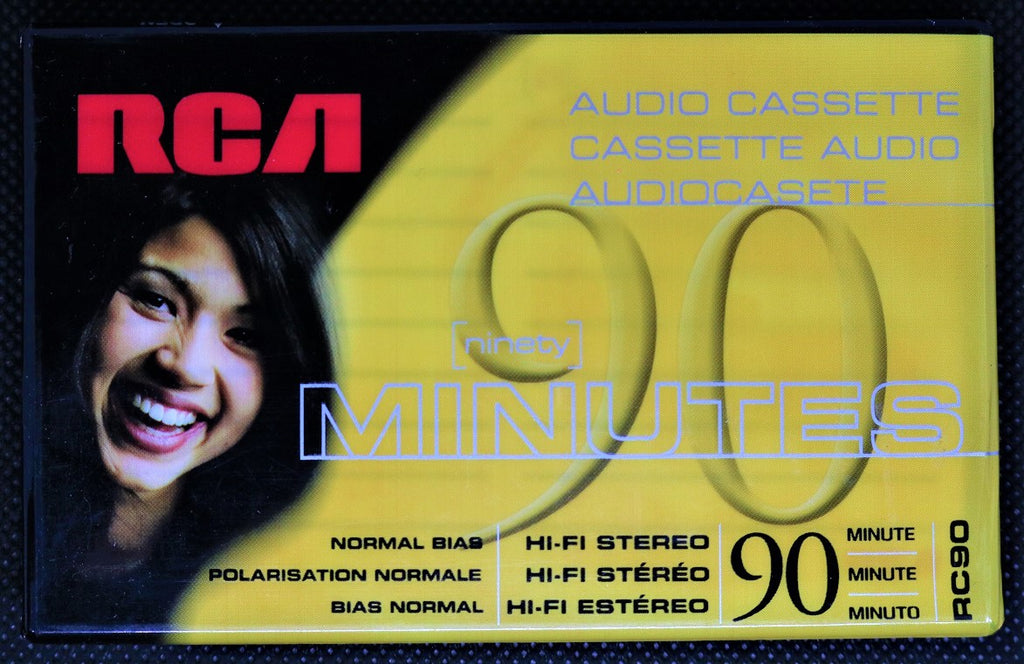 RCA
AUDIO CASSETTE
CASSETTE AUDIO
AUDIOCASETE
90
[ninety]
MINUTES
NORMAL BIAS
POLARISATION NORMALE
BIAS NORMAL
HI-FI STEREO
HI-FI STÉRÉO
HI-FI ESTÉREO
90
MINUTE
MINUTE
MINUTO
RC90